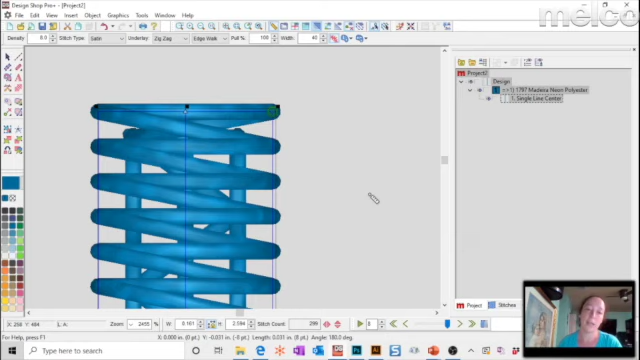 Design Shop Pro+ - [Project2]
File Edit View Insert Object Graphics Tools Window Help
melco
Density 8.0 Stitch Type: Satin Underlay Zig Zag Edge Walk Pull % 100 Width: 40
Project2
Design
1787 Madeira Neon Polyester
1. Single Line Center
Project Stitches
For Help, press F1
X: 258 Y: 484 L: A: Zoom: 2455 W: 0.161 H: 2.594 Stitch Count: 299 8
X: 0.000 in. (0 pt.) Y: -0.031 in. (-8 pt.) Length: 0.031 in. (8 pt.) Angle: 180.0 deg.
Type here to search